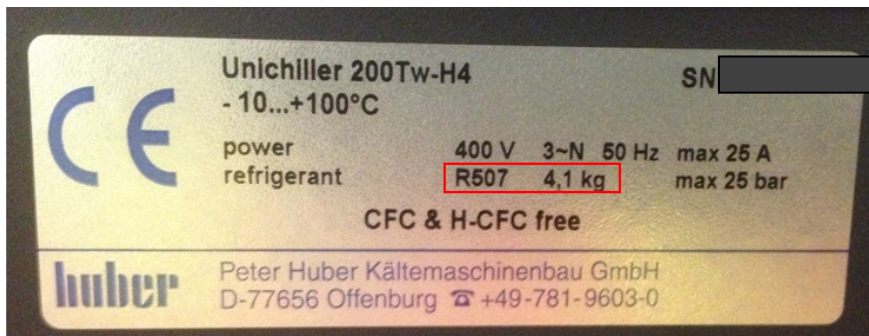 Unichiller 200Tw-H4 SN
- 10...+100°C
power 400 V 3~N 50 Hz max 25 A
refrigerant R507 4,1 kg max 25 bar
CFC & H-CFC free
CE
huber
Peter Huber Kältemaschinenbau GmbH
D-77656 Offenburg ☎ +49-781-9603-0